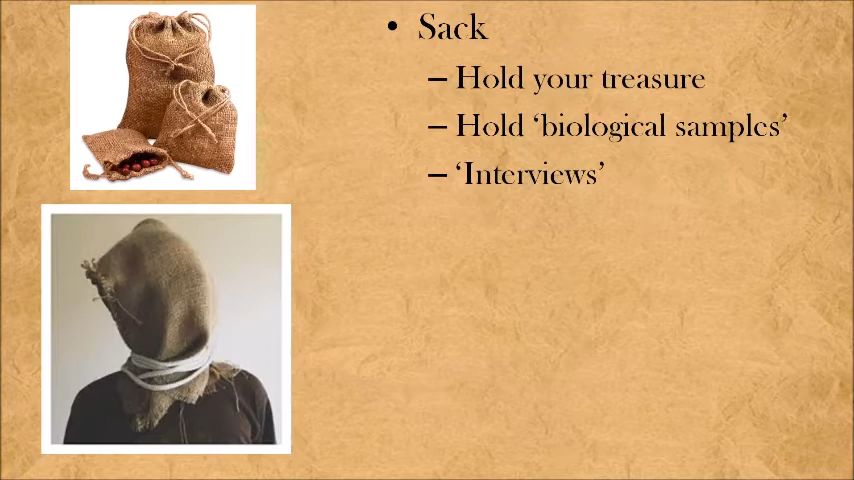 • Sack
– Hold your treasure
– Hold ‘biological samples’
– ‘Interviews’